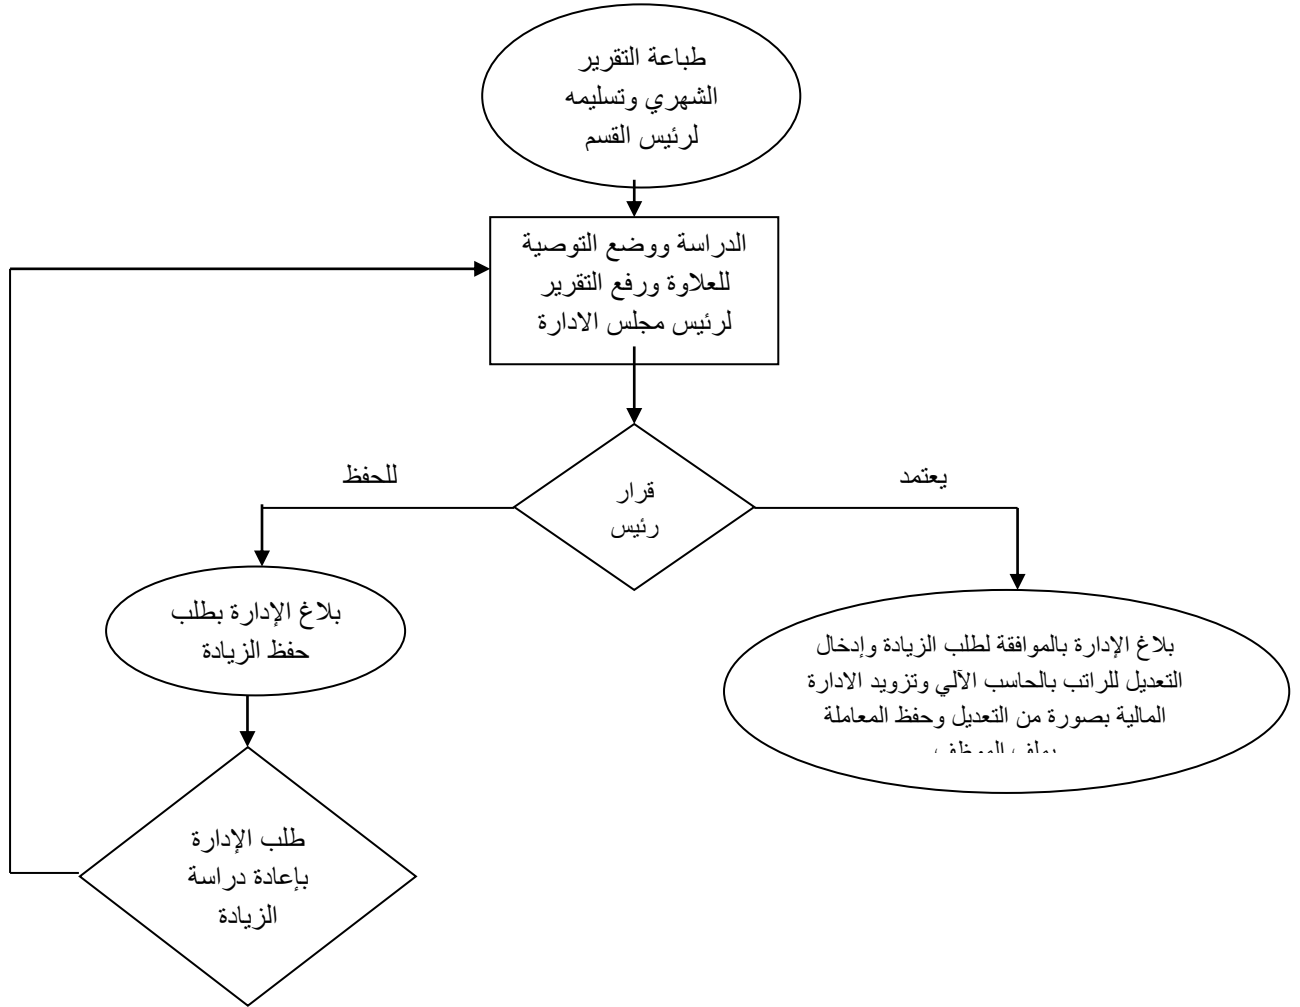 طباعة التقرير
الشهري وتسليمه
لرئيس القسم
الدراسة ووضع التوصية
للعلاوة ورفع التقرير
لرئيس مجلس الادارة
قرار
رئيس
للحفظ
يعتمد
بلاغ الإدارة بطلب
حفظ الزيادة
بلاغ الإدارة بالموافقة لطلب الزيادة وإدخال
التعديل للراتب بالحاسب الآلي وتزويد الادارة
المالية بصورة من التعديل وحفظ المعاملة
بملف الموظف
طلب الإدارة
بإعادة دراسة
الزيادة